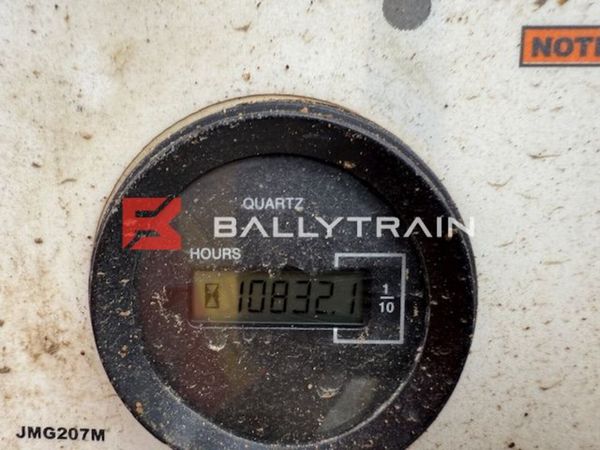 NOTI
QUARTZ
BALLYTRAIN
HOURS
10832.1
1
10
JMG207M